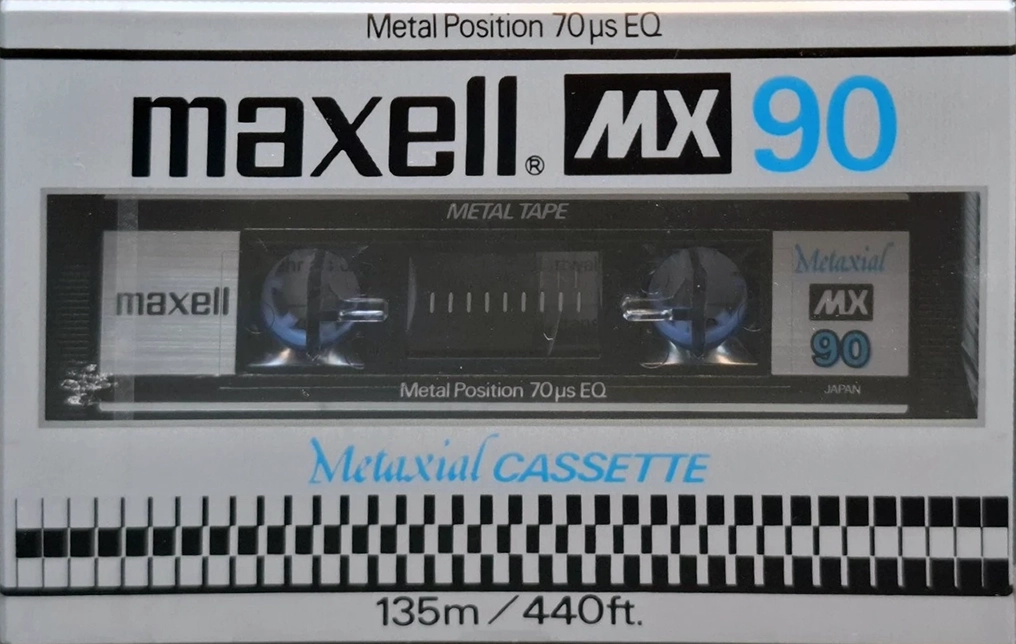 Metal Position 70µs EQ
maxell® MX 90
METAL TAPE
maxell
Metaxial
MX
90
Metal Position 70µs EQ
JAPAN
Metaxial CASSETTE
135m / 440ft.